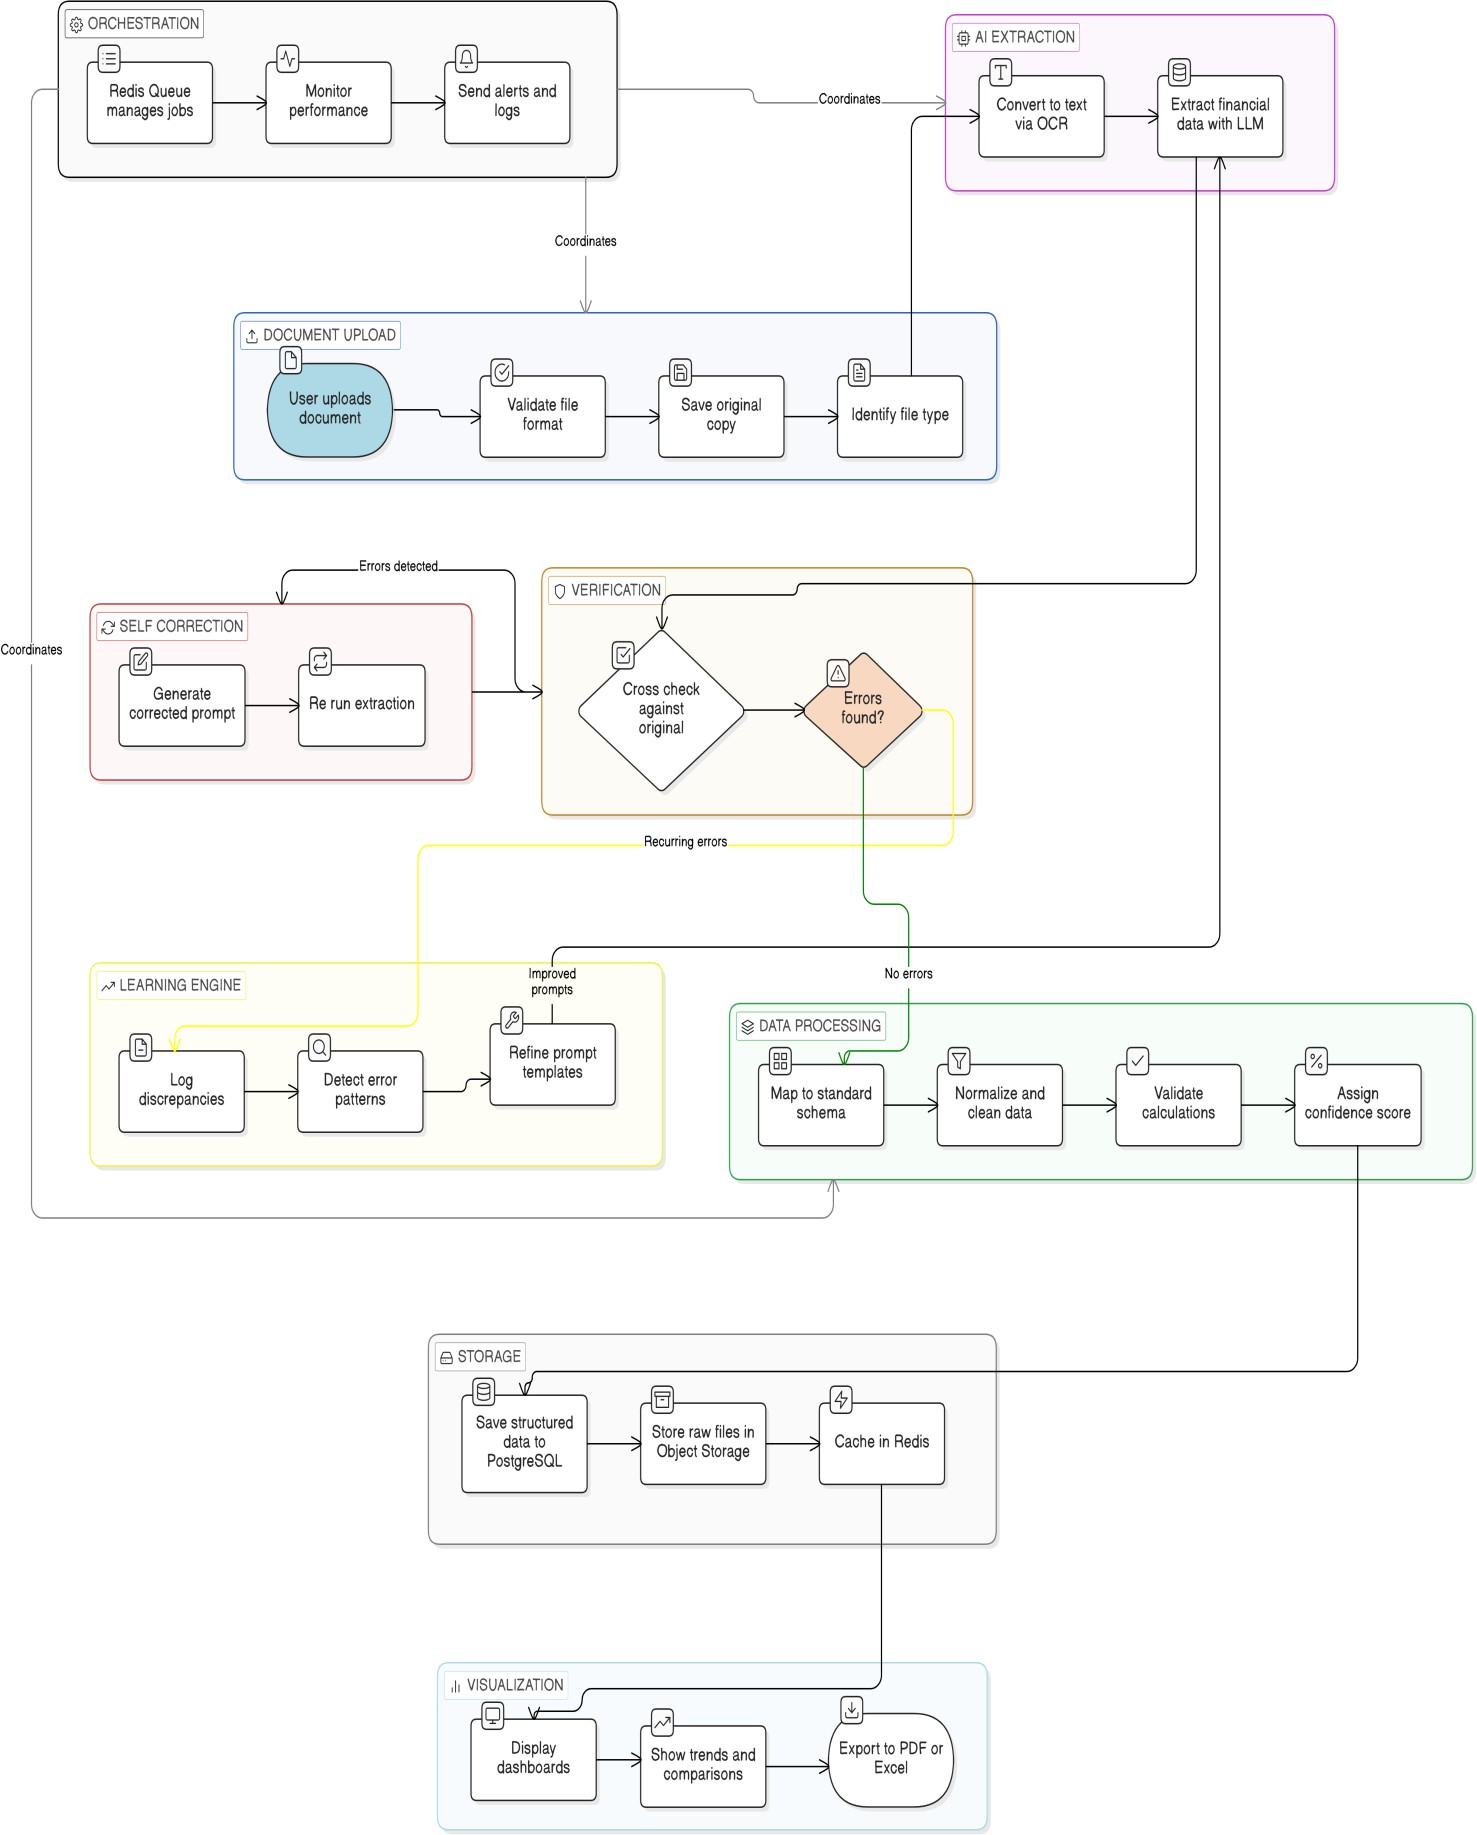 ORCHESTRATION
Redis Queue
manages jobs
Monitor
performance
Send alerts and
logs
Coordinates
AI EXTRACTION
Convert to text
via OCR
Extract financial
data with LLM
Coordinates
DOCUMENT UPLOAD
User uploads
document
Validate file
format
Save original
copy
Identify file type
Errors detected
Coordinates
SELF CORRECTION
Generate
corrected prompt
Re run extraction
VERIFICATION
Cross check
against
original
Errors
found?
Recurring errors
No errors
LEARNING ENGINE
Log
discrepancies
Detect error
patterns
Improved
prompts
Refine prompt
templates
DATA PROCESSING
Map to standard
schema
Normalize and
clean data
Validate
calculations
Assign
confidence score
STORAGE
Save structured
data to
PostgreSQL
Store raw files in
Object Storage
Cache in Redis
VISUALIZATION
Display
dashboards
Show trends and
comparisons
Export to PDF or
Excel